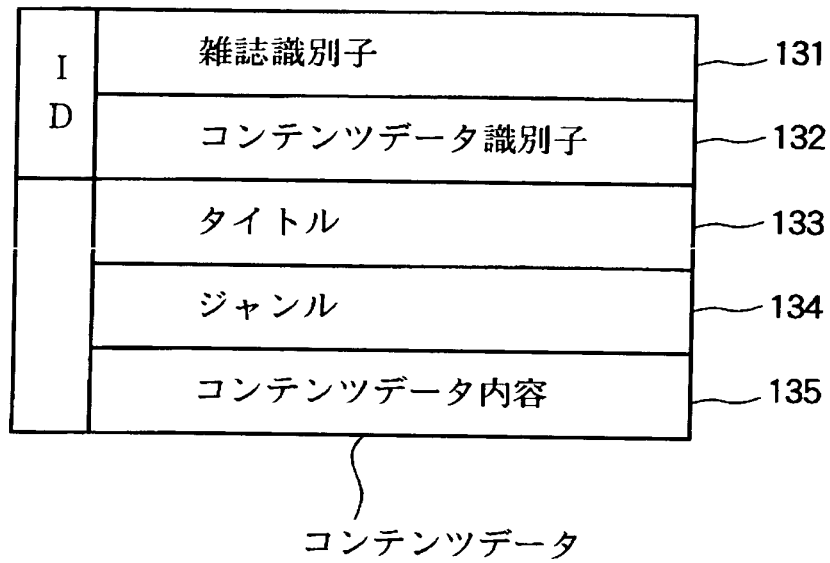 ID
雑誌識別子 131
コンテンツデータ識別子 132
タイトル 133
ジャンル 134
コンテンツデータ内容 135
コンテンツデータ